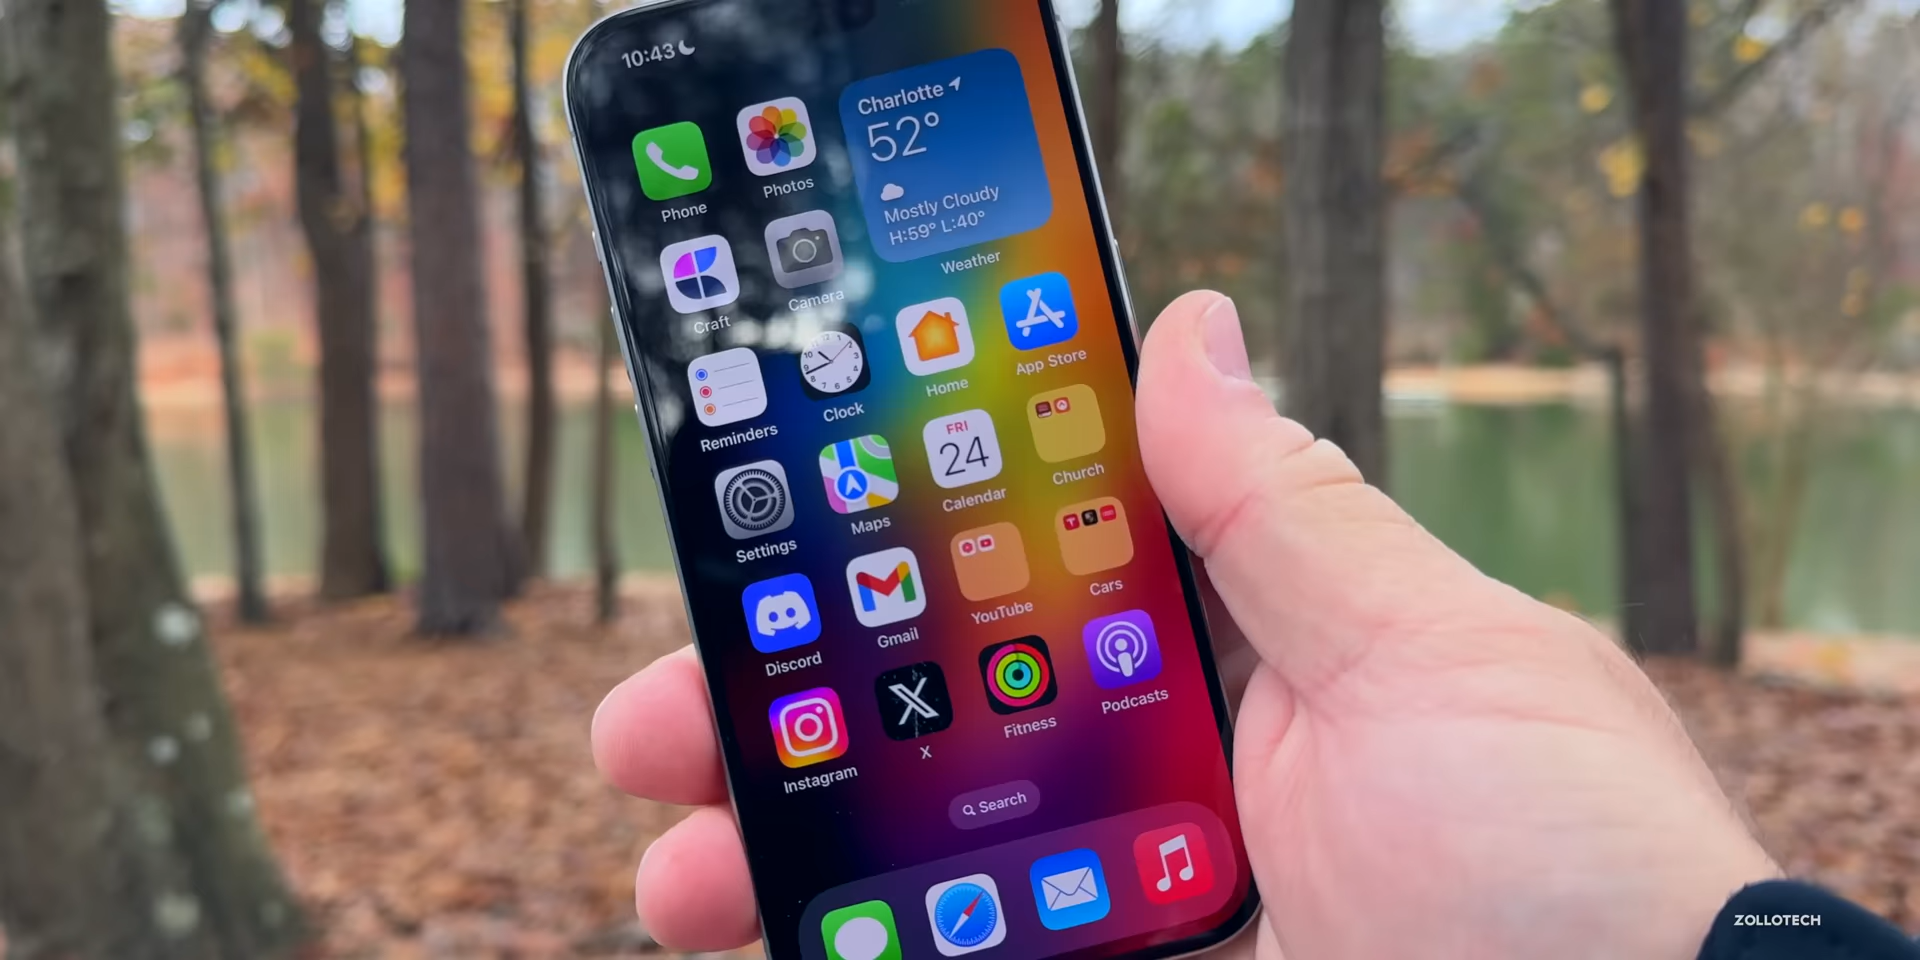 10:43
Charlotte
52°
Mostly Cloudy
H:59° L:40°
Weather
Phone
Photos
Craft
Camera
Reminders
Clock
Home
App Store
Settings
Maps
FRI
24
Calendar
Church
Discord
Gmail
YouTube
Cars
Instagram
X
Fitness
Podcasts
Search
ZOLLOTECH